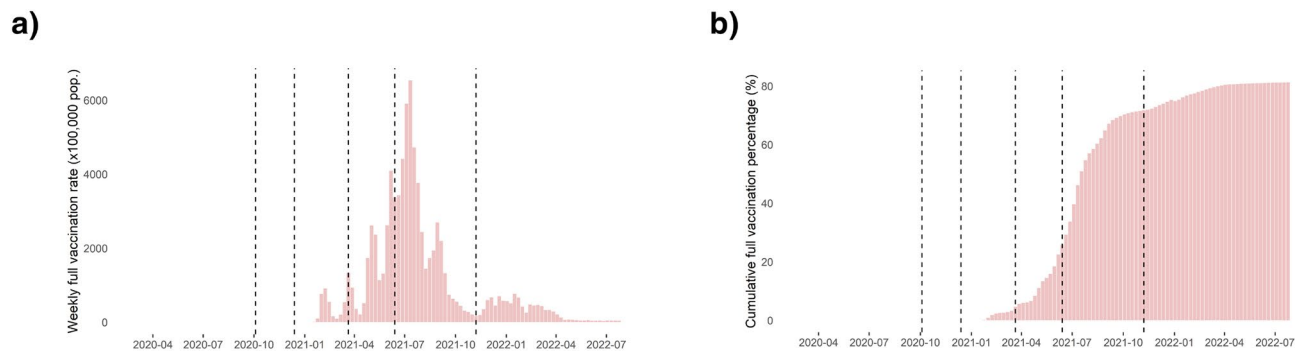 a)
Weekly full vaccination rate (x100,000 pop.)
6000
4000
2000
0
2020-04 2020-07 2020-10 2021-01 2021-04 2021-07 2021-10 2022-01 2022-04 2022-07
b)
Cumulative full vaccination percentage (%)
80
60
40
20
0
2020-04 2020-07 2020-10 2021-01 2021-04 2021-07 2021-10 2022-01 2022-04 2022-07